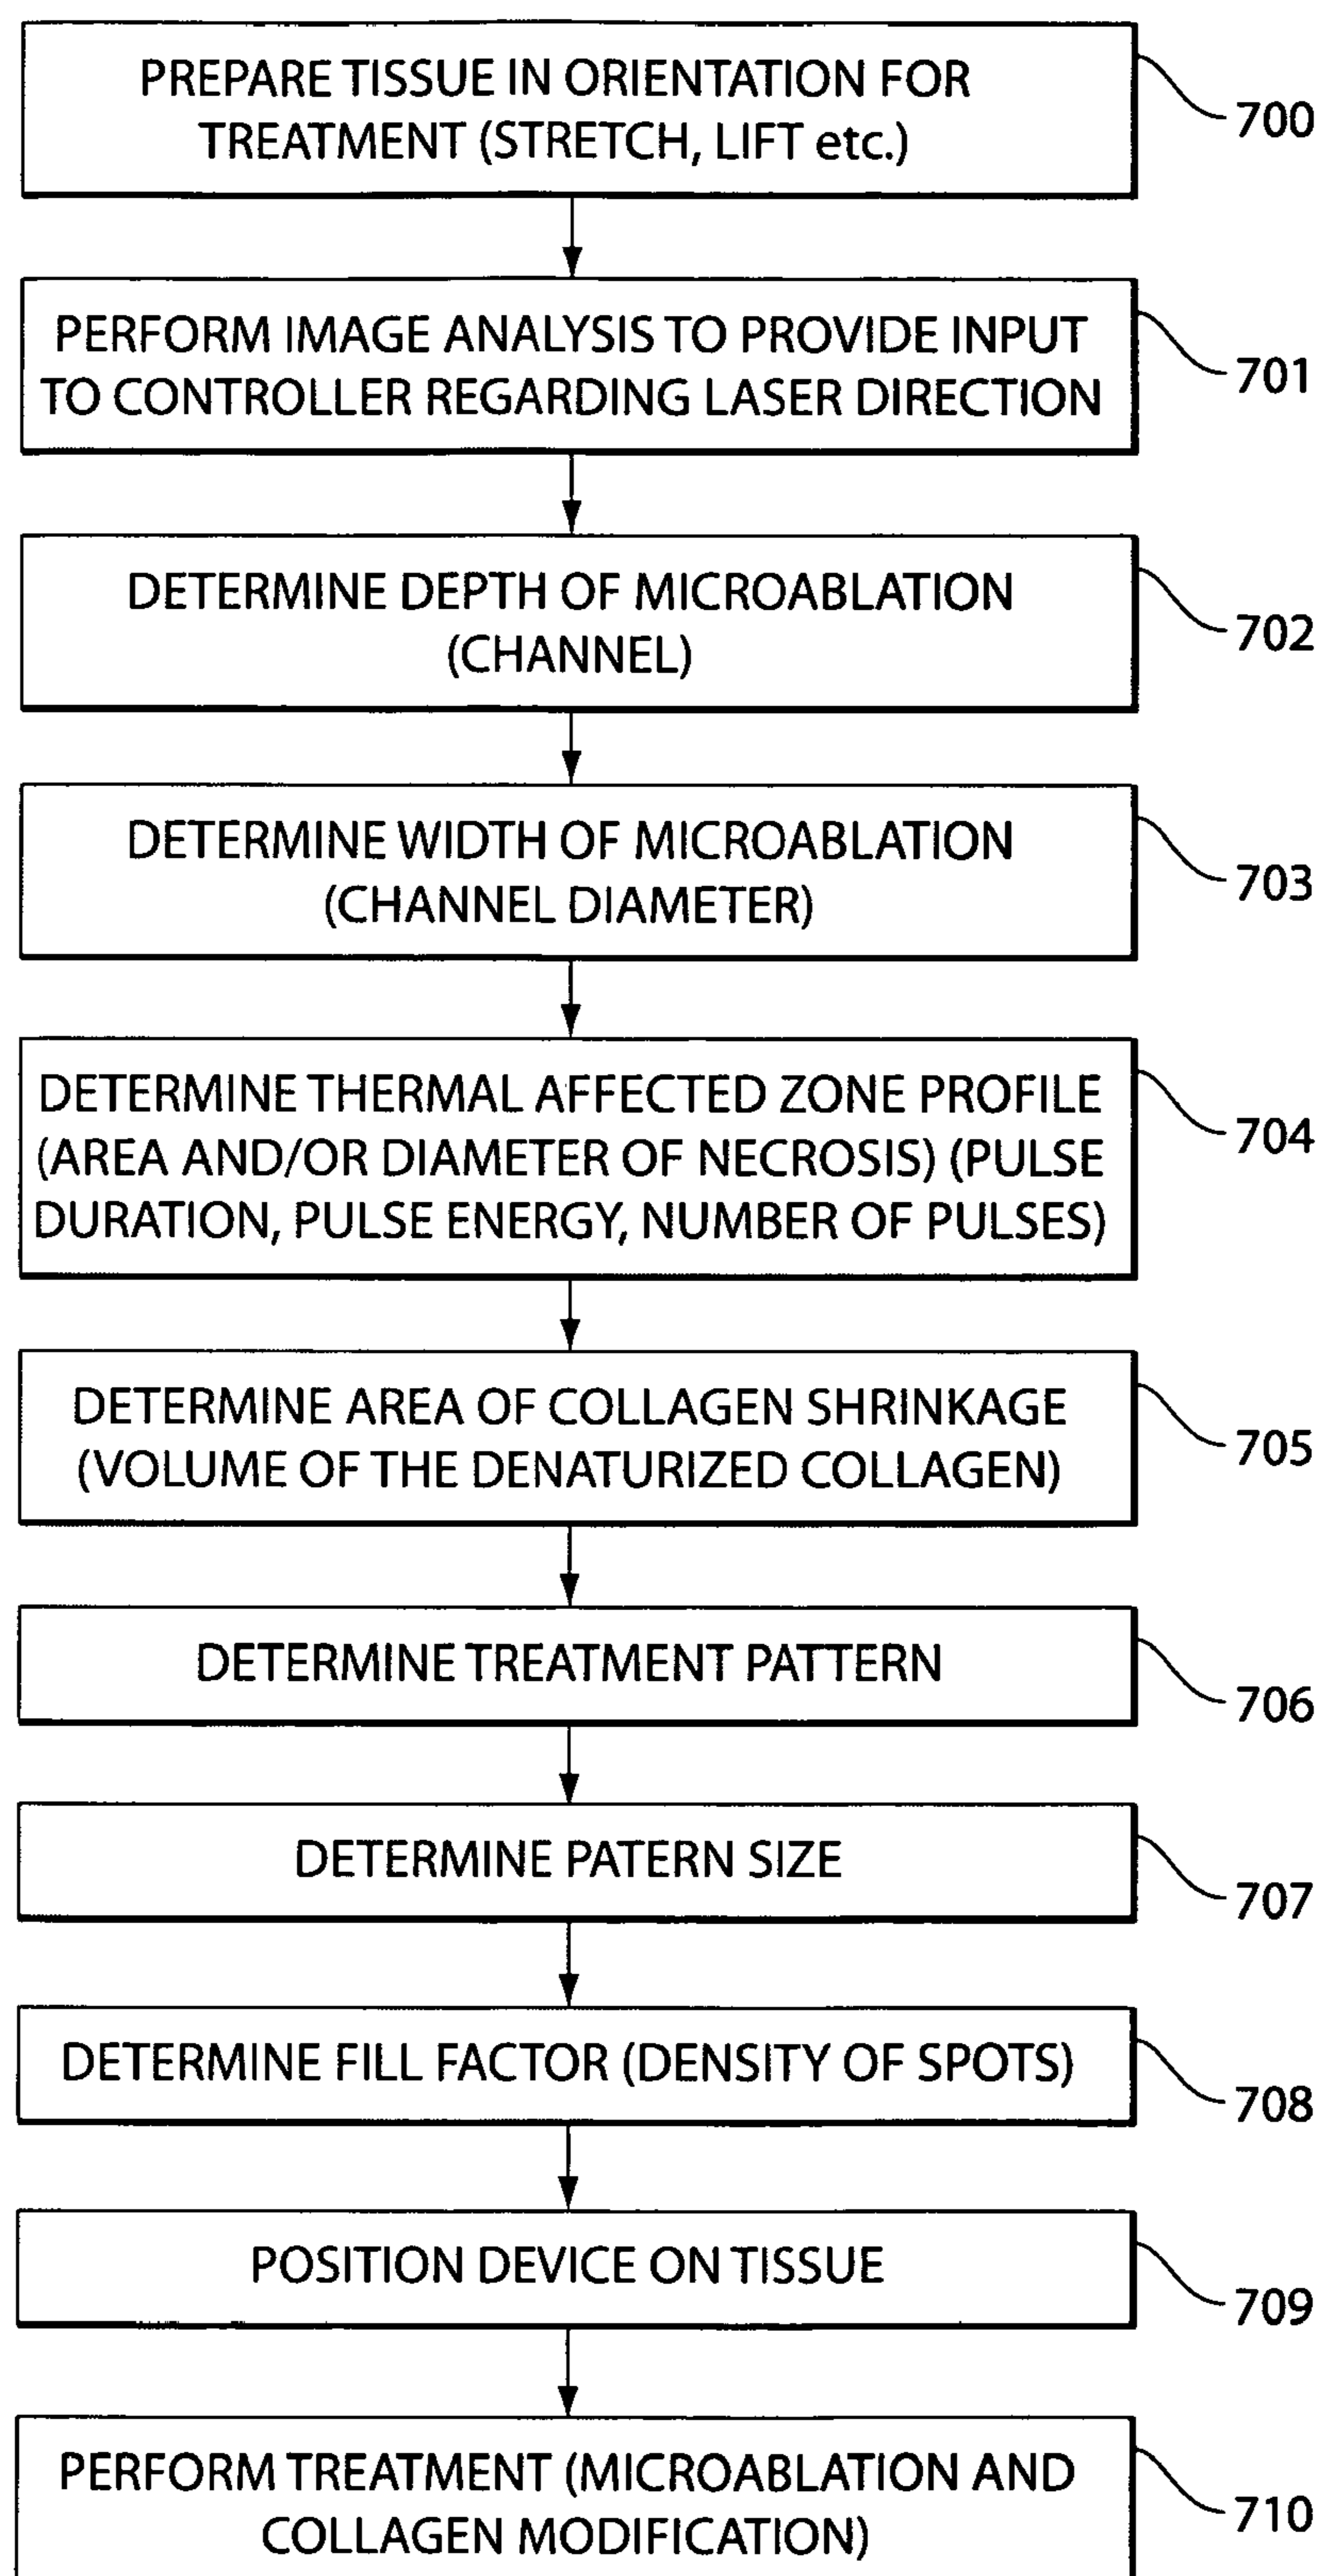 PREPARE TISSUE IN ORIENTATION FOR
TREATMENT (STRETCH, LIFT etc.)
700
PERFORM IMAGE ANALYSIS TO PROVIDE INPUT
TO CONTROLLER REGARDING LASER DIRECTION
701
DETERMINE DEPTH OF MICROABLATION
(CHANNEL)
702
DETERMINE WIDTH OF MICROABLATION
(CHANNEL DIAMETER)
703
DETERMINE THERMAL AFFECTED ZONE PROFILE
(AREA AND/OR DIAMETER OF NECROSIS) (PULSE
DURATION, PULSE ENERGY, NUMBER OF PULSES)
704
DETERMINE AREA OF COLLAGEN SHRINKAGE
(VOLUME OF THE DENATURIZED COLLAGEN)
705
DETERMINE TREATMENT PATTERN
706
DETERMINE PATERN SIZE
707
DETERMINE FILL FACTOR (DENSITY OF SPOTS)
708
POSITION DEVICE ON TISSUE
709
PERFORM TREATMENT (MICROABLATION AND
COLLAGEN MODIFICATION)
710